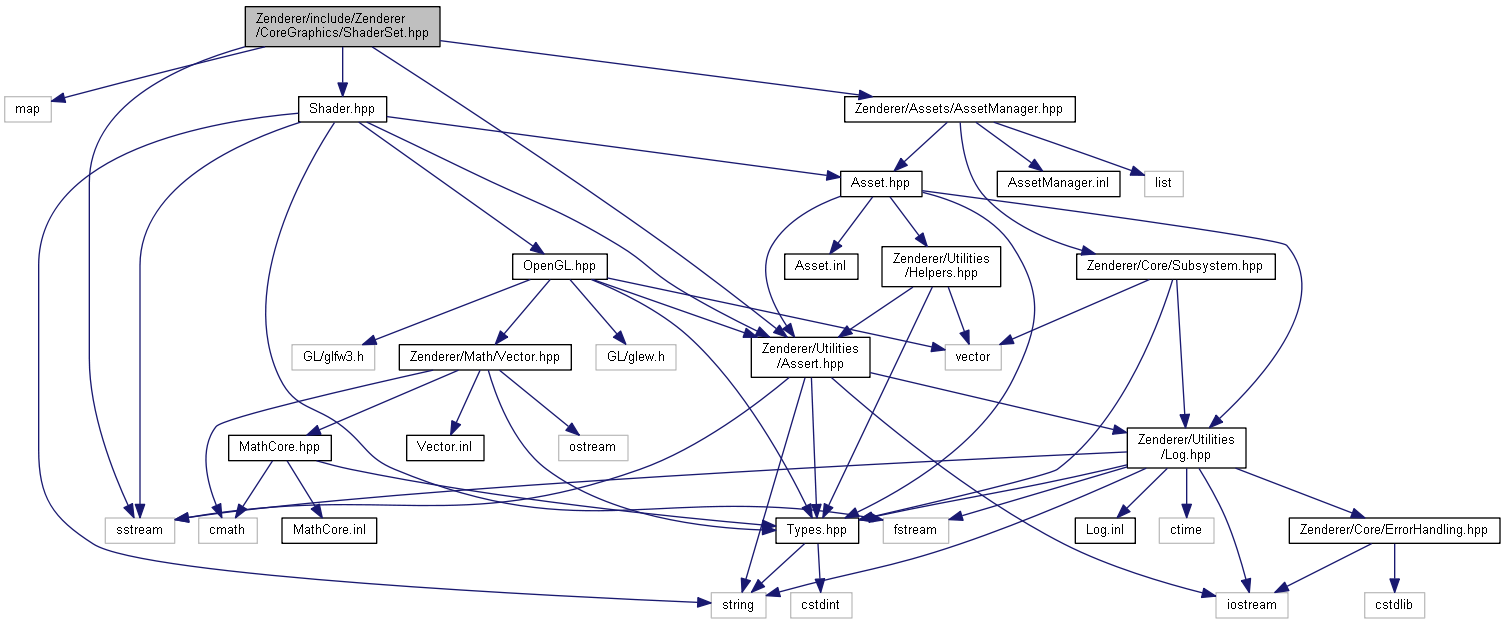 Zenderer/include/Zenderer
/CoreGraphics/ShaderSet.hpp
map
Shader.hpp
Zenderer/Assets/AssetManager.hpp
Asset.hpp
AssetManager.inl
list
OpenGL.hpp
Asset.inl
Zenderer/Utilities
/Helpers.hpp
Zenderer/Core/Subsystem.hpp
GL/glfw3.h
Zenderer/Math/Vector.hpp
GL/glew.h
Zenderer/Utilities
/Assert.hpp
vector
MathCore.hpp
Vector.inl
ostream
Zenderer/Utilities
/Log.hpp
sstream
cmath
MathCore.inl
Types.hpp
fstream
Log.inl
ctime
Zenderer/Core/ErrorHandling.hpp
string
cstdint
iostream
cstdlib